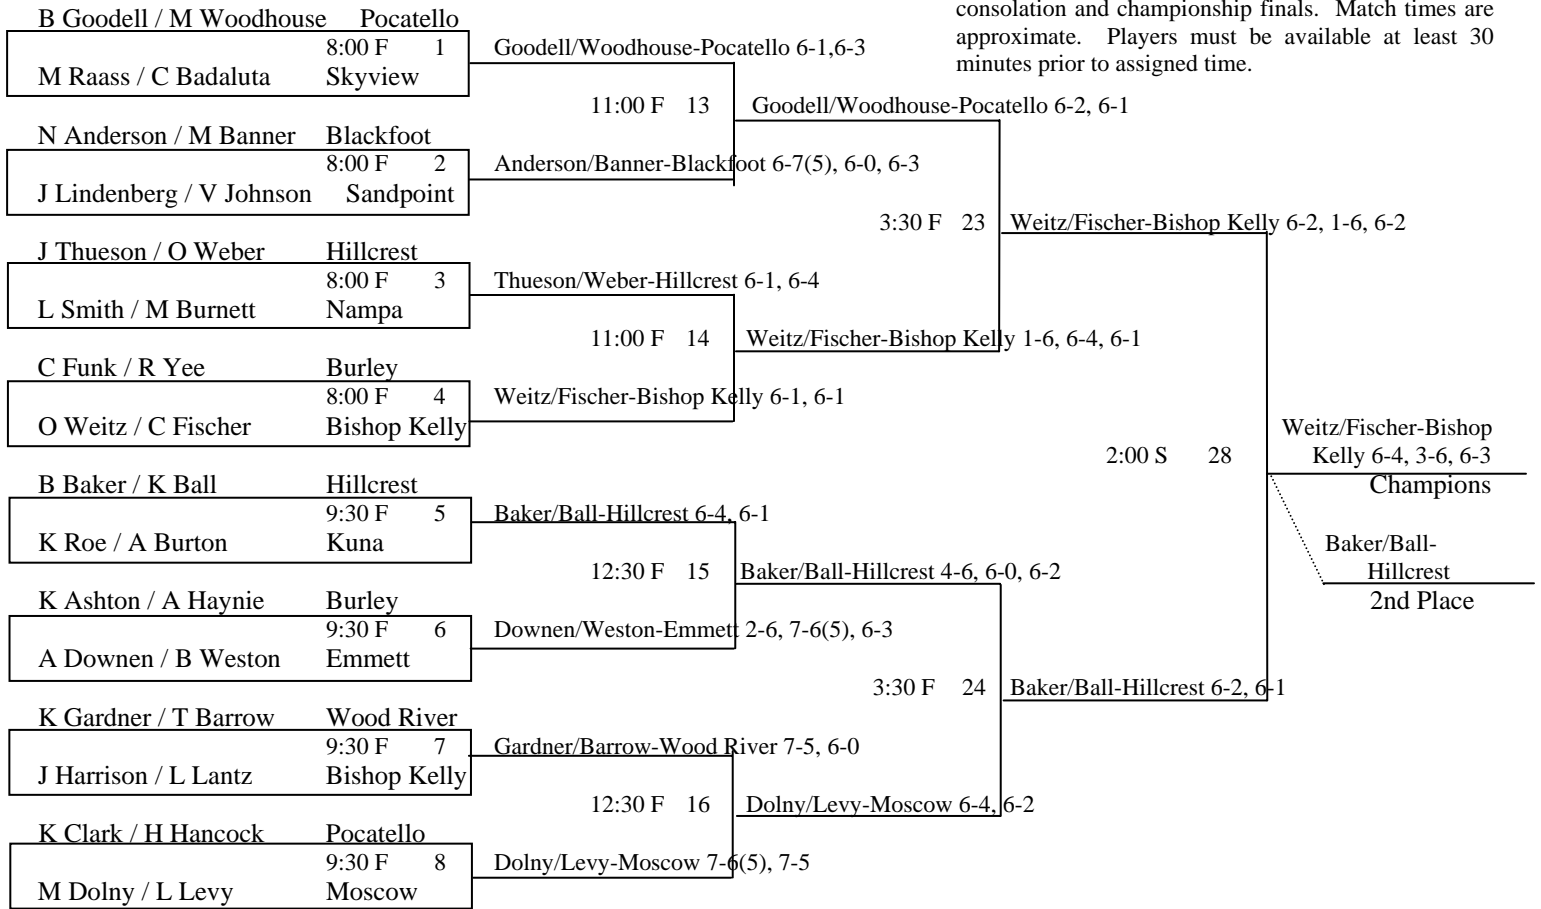 consolation and championship finals. Match times are
approximate. Players must be available at least 30
minutes prior to assigned time.
B Goodell / M Woodhouse Pocatello
8:00 F 1
M Raass / C Badaluta Skyview
Goodell/Woodhouse-Pocatello 6-1,6-3
11:00 F 13
Goodell/Woodhouse-Pocatello 6-2, 6-1
N Anderson / M Banner Blackfoot
8:00 F 2
J Lindenberg / V Johnson Sandpoint
Anderson/Banner-Blackfoot 6-7(5), 6-0, 6-3
3:30 F 23
Weitz/Fischer-Bishop Kelly 6-2, 1-6, 6-2
J Thueson / O Weber Hillcrest
8:00 F 3
L Smith / M Burnett Nampa
Thueson/Weber-Hillcrest 6-1, 6-4
11:00 F 14
Weitz/Fischer-Bishop Kelly 1-6, 6-4, 6-1
C Funk / R Yee Burley
8:00 F 4
O Weitz / C Fischer Bishop Kelly
Weitz/Fischer-Bishop Kelly 6-1, 6-1
2:00 S 28
Weitz/Fischer-Bishop
Kelly 6-4, 3-6, 6-3
Champions
B Baker / K Ball Hillcrest
9:30 F 5
K Roe / A Burton Kuna
Baker/Ball-Hillcrest 6-4, 6-1
12:30 F 15
Baker/Ball-Hillcrest 4-6, 6-0, 6-2
Baker/Ball-
Hillcrest
2nd Place
K Ashton / A Haynie Burley
9:30 F 6
A Downen / B Weston Emmett
Downen/Weston-Emmett 2-6, 7-6(5), 6-3
3:30 F 24
Baker/Ball-Hillcrest 6-2, 6-1
K Gardner / T Barrow Wood River
9:30 F 7
J Harrison / L Lantz Bishop Kelly
Gardner/Barrow-Wood River 7-5, 6-0
12:30 F 16
Dolny/Levy-Moscow 6-4, 6-2
K Clark / H Hancock Pocatello
9:30 F 8
M Dolny / L Levy Moscow
Dolny/Levy-Moscow 7-6(5), 7-5